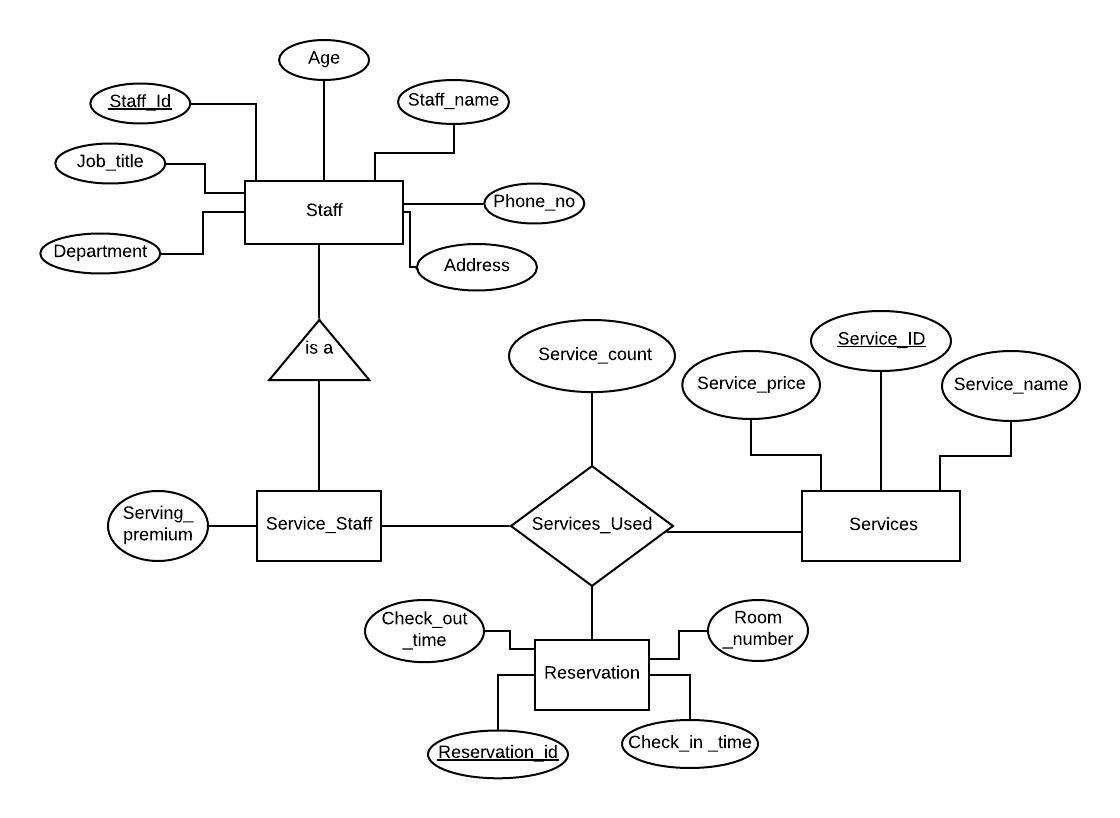 Age
Staff_Id
Staff_name
Job_title
Phone_no
Staff
Department
Address
is a
Service_count
Service_ID
Service_price
Service_name
Serving_
premium
Service_Staff
Services_Used
Services
Check_out
_time
Room
_number
Reservation
Reservation_id
Check_in _time